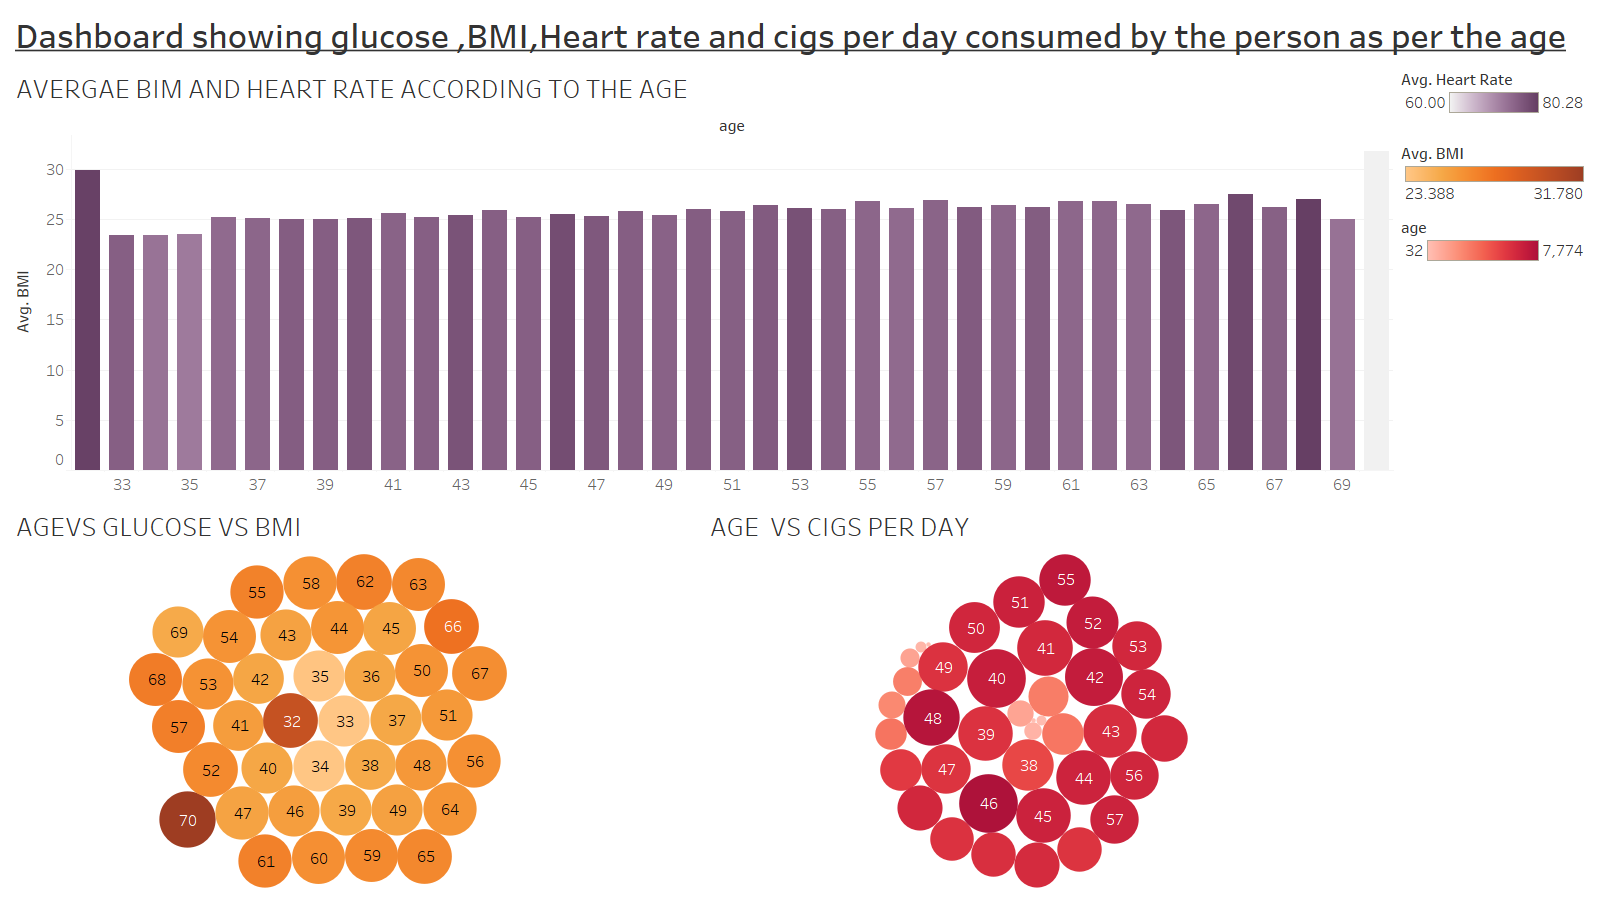 Dashboard showing glucose ,BMI,Heart rate and cigs per day consumed by the person as per the age
AVERGAE BIM AND HEART RATE ACCORDING TO THE AGE
age
Avg. BMI
30
25
20
15
10
5
0
33 35 37 39 41 43 45 47 49 51 53 55 57 59 61 63 65 67 69
Avg. Heart Rate
60.00 80.28
Avg. BMI
23.388 31.780
age
32 7,774
AGEVS GLUCOSE VS BMI
55 58 62 63
69 54 43 44 45 66
68 53 42 35 36 50 67
57 41 32 33 37 51
52 40 34 38 48 56
70 47 46 39 49 64
61 60 59 65
AGE  VS CIGS PER DAY
55
51
50 52
41 53
49 40 42
54
48 39 43
47 38 44 56
46 45 57